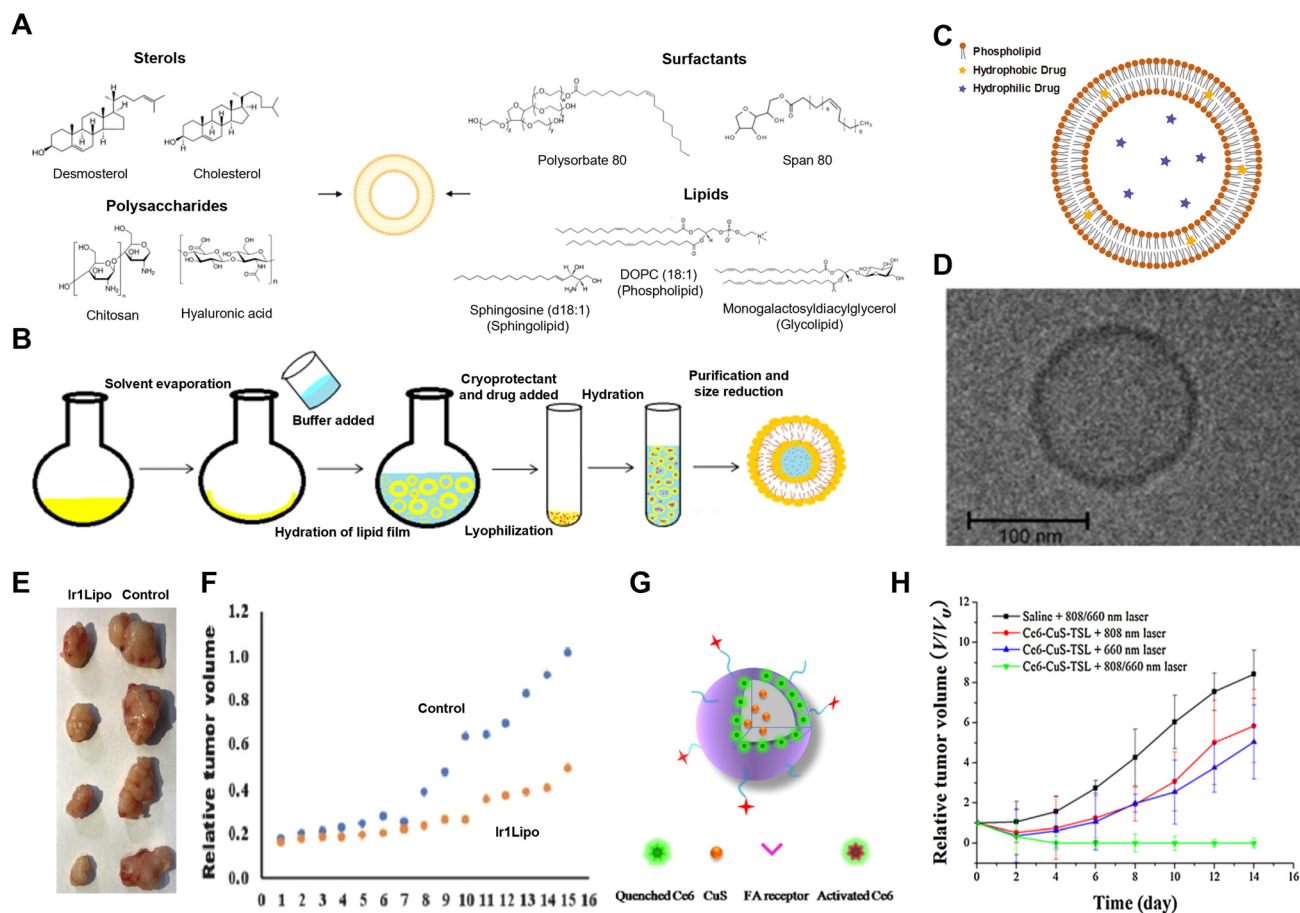 A
Sterols
HO
H
H
H
Desmosterol
HO
H
H
H
H
Cholesterol
Polysaccharides
Chitosan
Hyaluronic acid
Surfactants
Polysorbate 80
Span 80
Lipids
DOPC (18:1)
(Phospholipid)
Sphingosine (d18:1)
(Sphingolipid)
Monogalactosyldiacylglycerol
(Glycolipid)
B
Solvent evaporation
Buffer added
Hydration of lipid film
Cryoprotectant
and drug added
Lyophilization
Hydration
Purification and
size reduction
C
Phospholipid
Hydrophobic Drug
Hydrophilic Drug
D
100 nm
E
Ir1Lipo Control
F
Relative tumor volume
1.2
1.0
0.8
0.6
0.4
0.2
0.0
Control
Ir1Lipo
0 1 2 3 4 5 6 7 8 9 10 11 12 13 14 15 16
G
Quenched Ce6 CuS FA receptor Activated Ce6
H
Relative tumor volume (V/V0)
12
10
8
6
4
2
0
Saline + 808/660 nm laser
Ce6-CuS-TSL + 808 nm laser
Ce6-CuS-TSL + 660 nm laser
Ce6-CuS-TSL + 808/660 nm laser
0 2 4 6 8 10 12 14 16
Time (day)